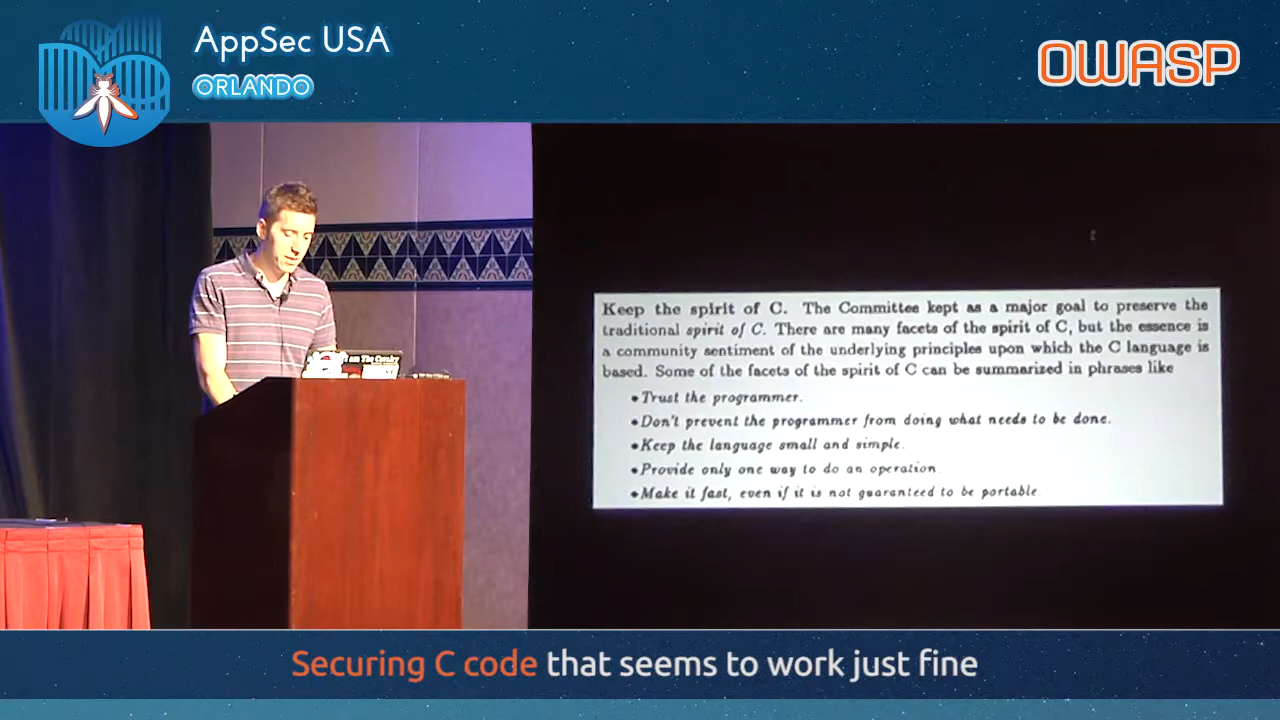 AppSec USA
ORLANDO
OWASP
Keep the spirit of C. The Committee kept as a major goal to preserve the
traditional spirit of C. There are many facets of the spirit of C, but the essence is
a community sentiment of the underlying principles upon which the C language is
based. Some of the facets of the spirit of C can be summarized in phrases like
• Trust the programmer.
• Don't prevent the programmer from doing what needs to be done.
• Keep the language small and simple.
• Provide only one way to do an operation.
• Make it fast, even if it is not guaranteed to be portable.
I am The Cavalry
Securing C code that seems to work just fine